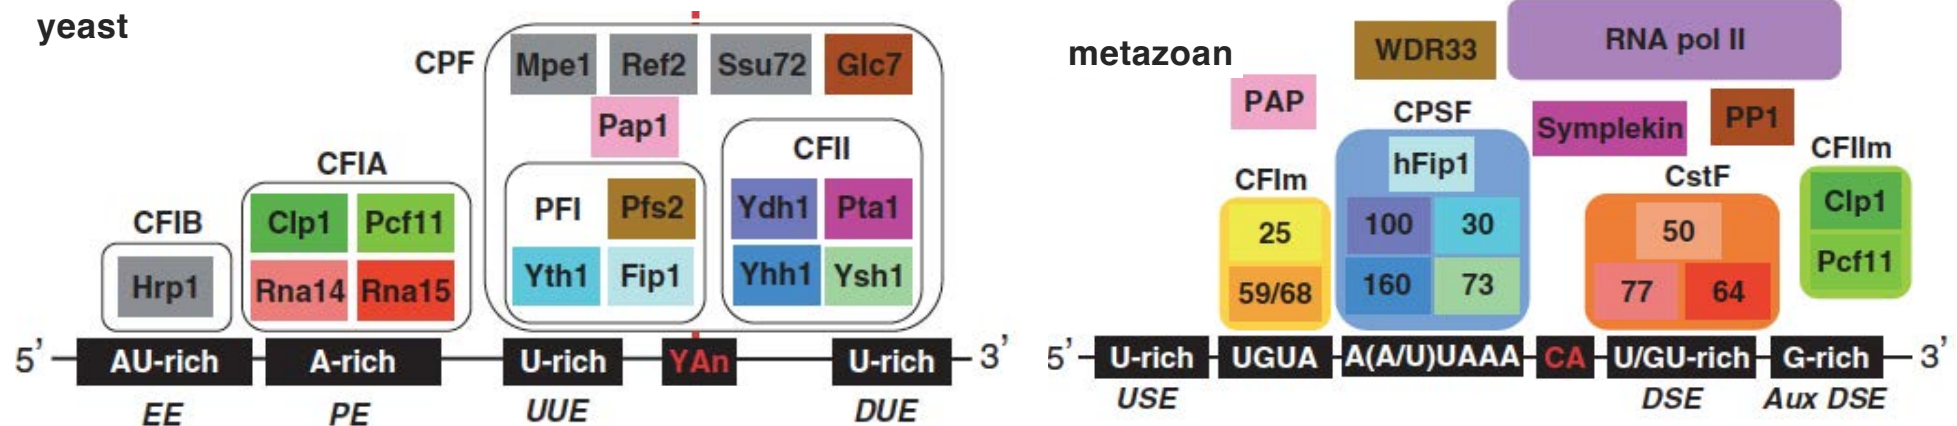 yeast
CPF
Mpe1 Ref2 Ssu72 Glc7
Pap1
CFII
CFIA
PFI Pfs2 Ydh1 Pta1
Clp1 Pcf11
CFIB
Yth1 Fip1 Yhh1 Ysh1
Hrp1
Rna14 Rna15
5' AU-rich A-rich U-rich YAn U-rich 3'
EE PE UUE DUE
metazoan
WDR33 RNA pol II
PAP
CPSF
Symplekin PP1
hFip1
CFIIm
CFIm
CstF
Clp1
25 100 30 50
Pcf11
59/68 160 73 77 64
5' U-rich UGUA A(A/U)UAAA CA U/GU-rich G-rich 3'
USE DSE Aux DSE